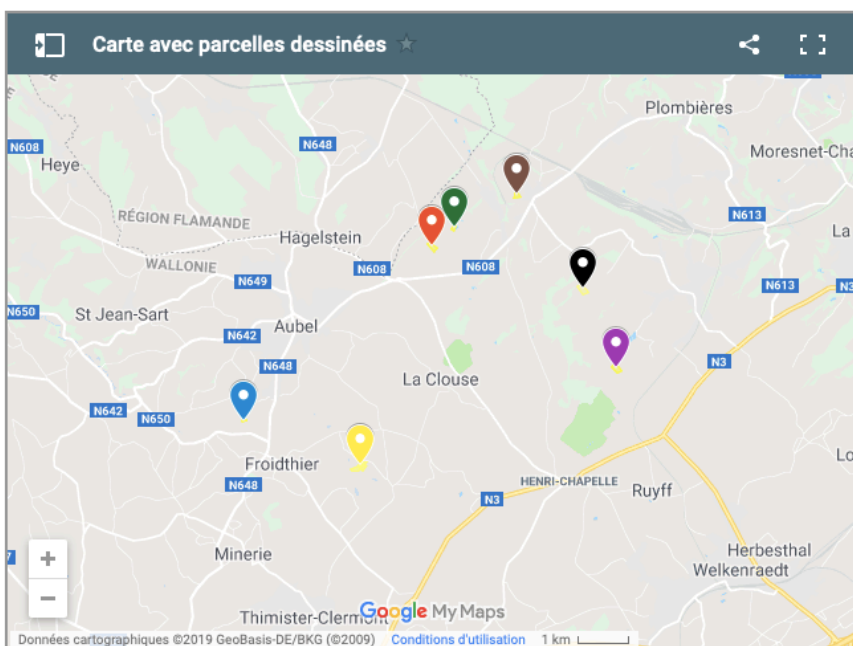 Carte avec parcelles dessinées
Plombières
N608
N648
Moresnet-Cha
Heye
RÉGION FLAMANDE
N613
Hagelstein
La
WALLONIE
N608
N608
N649
N613
N3
N650
St Jean-Sart
Aubel
N642
N648
N3
La Clouse
N642
N650
Froidthier
Lo
N648
HENRI-CHAPELLE
Ruyff
N3
Minerie
Herbesthal
Welkenraedt
Thimister-Clermont
Google My Maps
Données cartographiques ©2019 GeoBasis-DE/BKG (©2009) Conditions d'utilisation 1 km